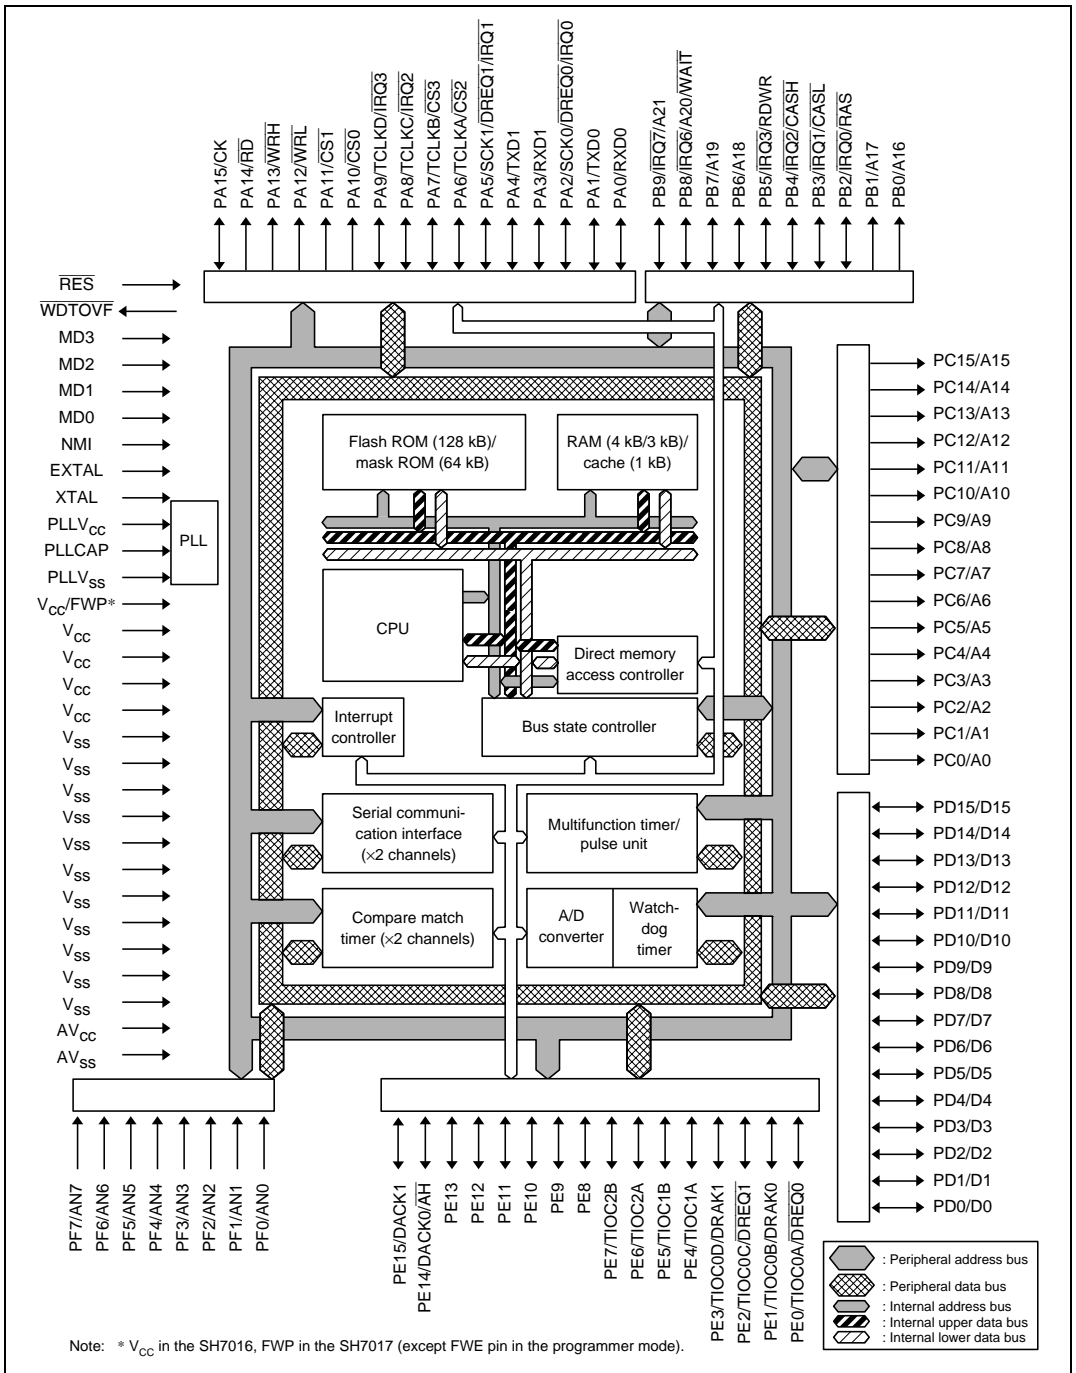 PA15/CK
PA14/RD
PA13/WRH
PA12/WRL
PA11/CS1
PA10/CS0
PA9/TCLKD/IRQ3
PA8/TCLKC/IRQ2
PA7/TCLKB/CS3
PA6/TCLKA/CS2
PA5/SCK1/DREQ1/IRQ1
PA4/TXD1
PA3/RXD1
PA2/SCK0/DREQ0/IRQ0
PA1/TXD0
PA0/RXD0
PB9/IRQ7/A21
PB8/IRQ6/A20/WAIT
PB7/A19
PB6/A18
PB5/IRQ3/RDWR
PB4/IRQ2/CASH
PB3/IRQ1/CASL
PB2/IRQ0/RAS
PB1/A17
PB0/A16
RES
WDTOVF
MD3
MD2
MD1
MD0
NMI
EXTAL
XTAL
PLLVCC
PLLCAP
PLLVSS
PLL
VCC/FWP*
VCC
VCC
VCC
VCC
VSS
VSS
VSS
Vss
Vss
VSS
VSS
VSS
VSS
VSS
VSS
AVCC
AVSS
Flash ROM (128 kB)/
mask ROM (64 kB)
RAM (4 kB/3 kB)/
cache (1 kB)
CPU
Direct memory
access controller
Interrupt
controller
Bus state controller
Serial communi-
cation interface
(×2 channels)
Multifunction timer/
pulse unit
Compare match
timer (×2 channels)
A/D
converter
Watch-
dog
timer
PC15/A15
PC14/A14
PC13/A13
PC12/A12
PC11/A11
PC10/A10
PC9/A9
PC8/A8
PC7/A7
PC6/A6
PC5/A5
PC4/A4
PC3/A3
PC2/A2
PC1/A1
PC0/A0
PD15/D15
PD14/D14
PD13/D13
PD12/D12
PD11/D11
PD10/D10
PD9/D9
PD8/D8
PD7/D7
PD6/D6
PD5/D5
PD4/D4
PD3/D3
PD2/D2
PD1/D1
PD0/D0
PF7/AN7
PF6/AN6
PF5/AN5
PF4/AN4
PF3/AN3
PF2/AN2
PF1/AN1
PF0/AN0
PE15/DACK1
PE14/DACK0/AH
PE13
PE12
PE11
PE10
PE9
PE8
PE7/TIOC2B
PE6/TIOC2A
PE5/TIOC1B
PE4/TIOC1A
PE3/TIOC0D/DRAK1
PE2/TIOC0C/DREQ1
PE1/TIOC0B/DRAK0
PE0/TIOC0A/DREQ0
: Peripheral address bus
: Peripheral data bus
: Internal address bus
: Internal upper data bus
: Internal lower data bus
Note: * VCC in the SH7016, FWP in the SH7017 (except FWE pin in the programmer mode).